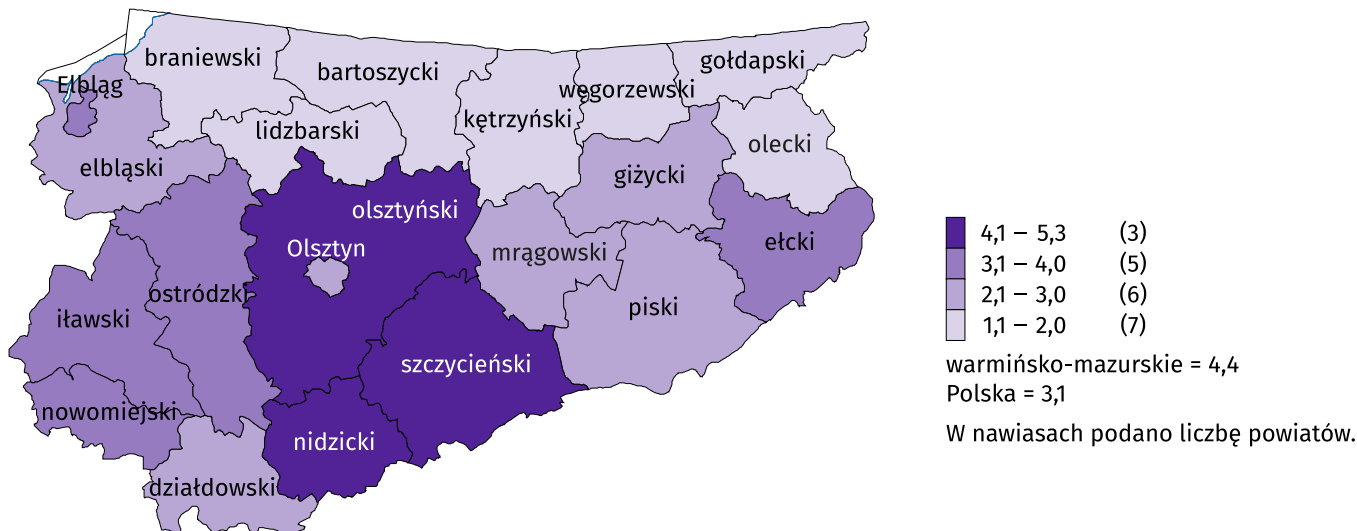 braniewski
bartoszycki
gołdapski
Elbląg
węgorzewski
kętrzyński
lidzbarski
olecki
elbląski
giżycki
olsztyński
ełcki
Olsztyn
mrągowski
ostródzki
piski
iławski
szczycieński
nowomiejski
nidzicki
działdowski
4,1 – 5,3 (3)
3,1 – 4,0 (5)
2,1 – 3,0 (6)
1,1 – 2,0 (7)
warmińsko-mazurskie = 4,4
Polska = 3,1
W nawiasach podano liczbę powiatów.